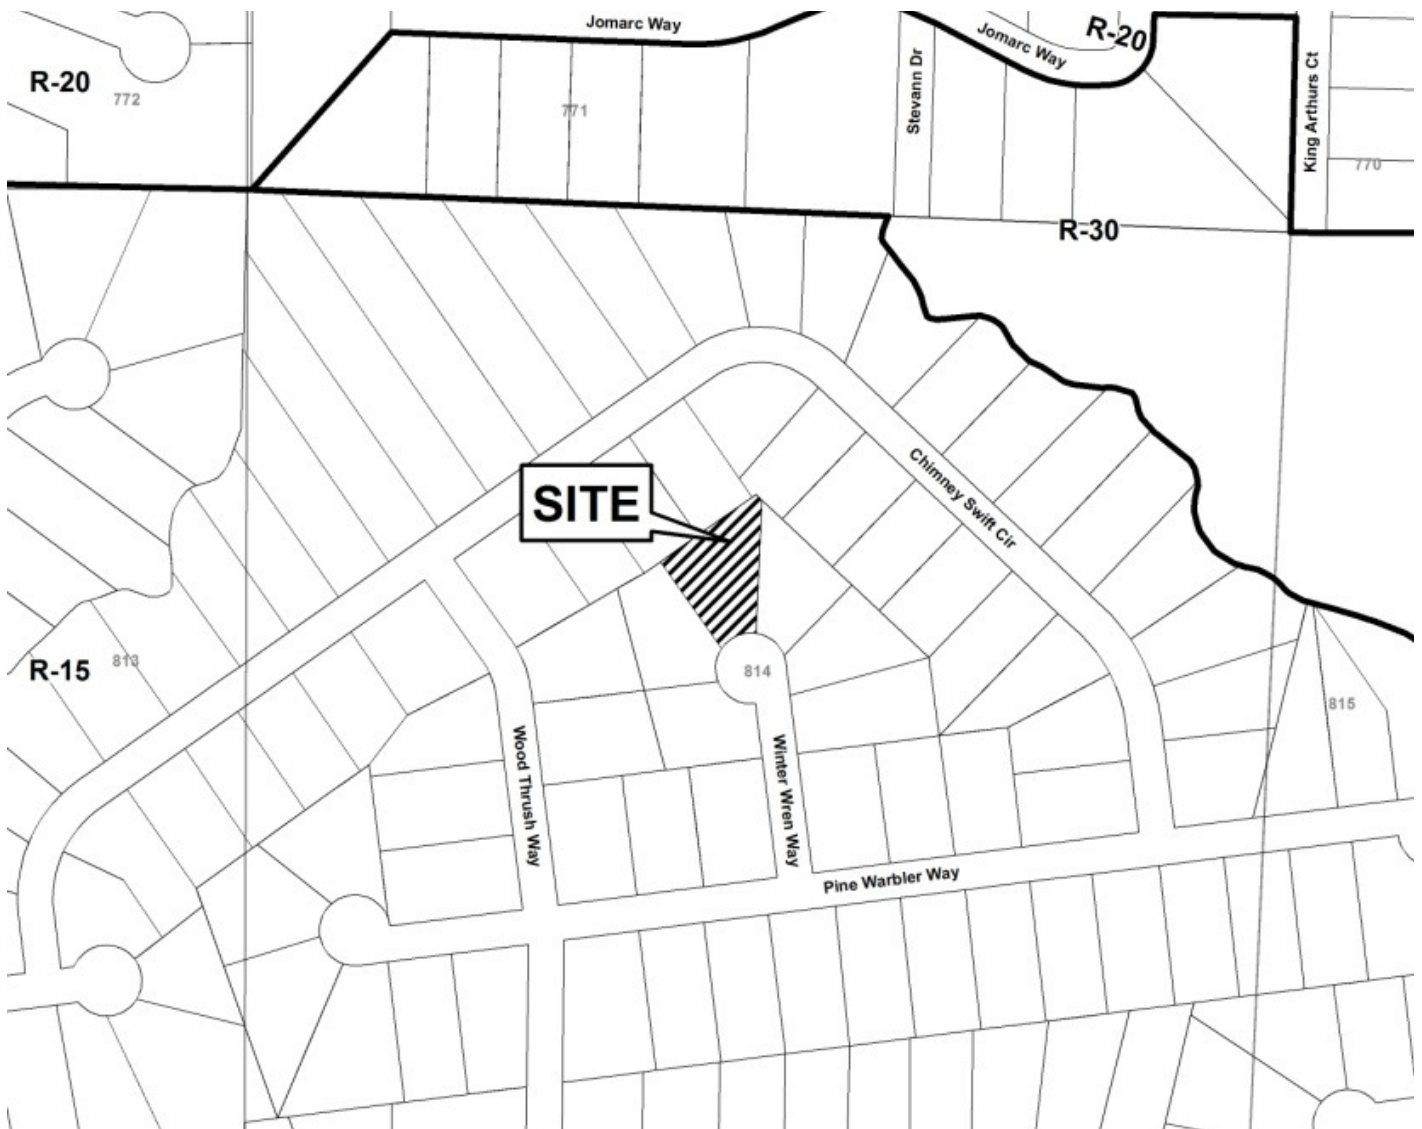 Jomarc Way
Jomarc Way
R-20
R-20
772
771
Stevann Dr
King Arthurs Ct
770
R-30
Chimney Swift Cir
SITE
R-15
813
814
815
Wood Thrush Way
Winter Wren Way
Pine Warbler Way